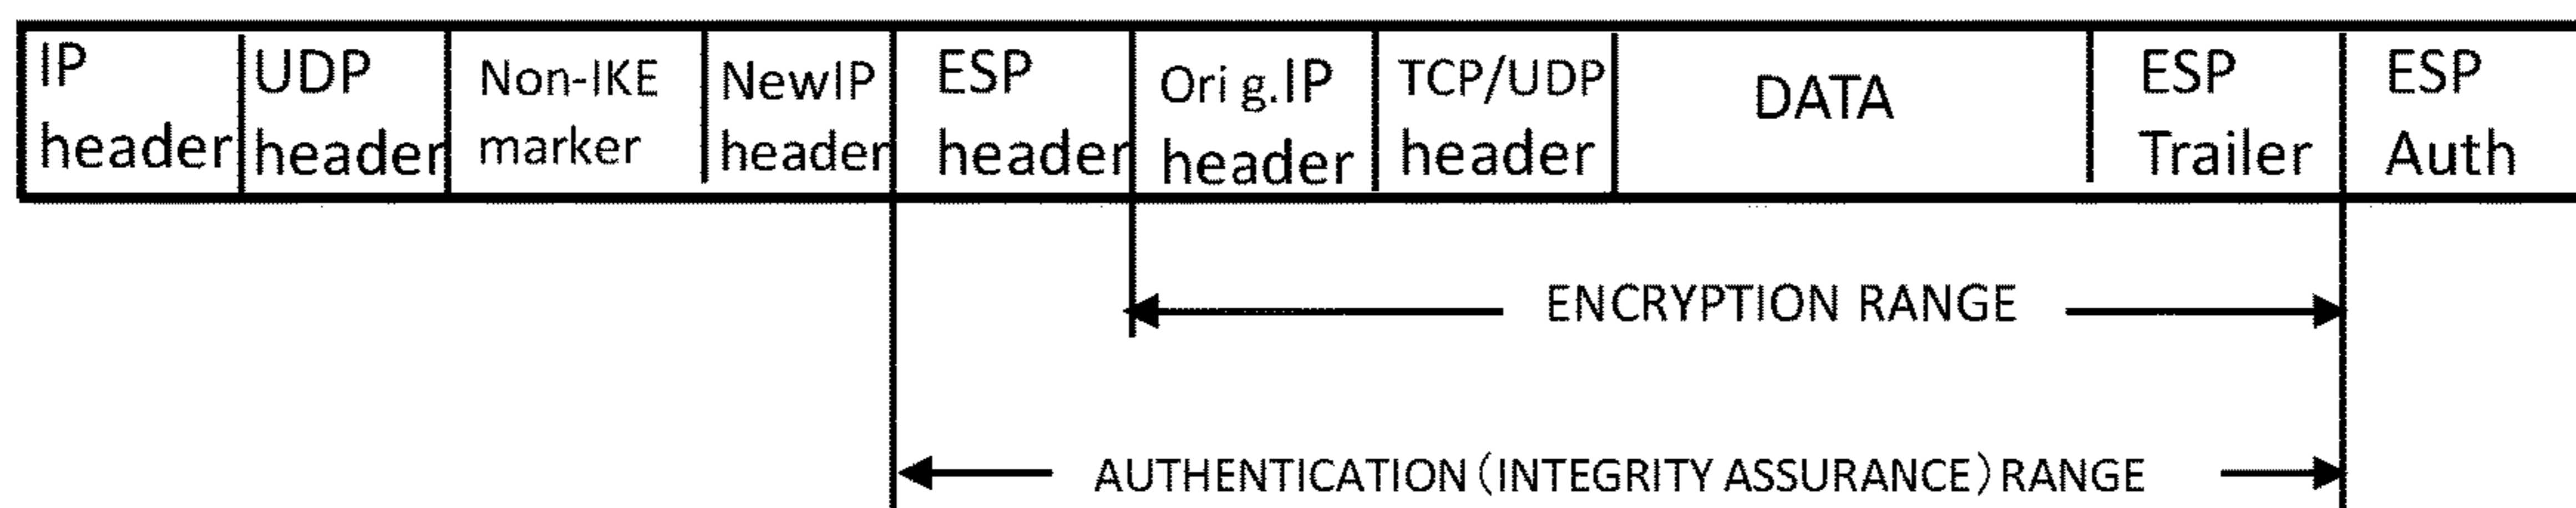 IP
header
UDP
header
Non-IKE
marker
NewIP
header
ESP
header
Orig.IP
header
TCP/UDP
header
DATA
ESP
Trailer
ESP
Auth
ENCRYPTION RANGE
AUTHENTICATION (INTEGRITY ASSURANCE) RANGE